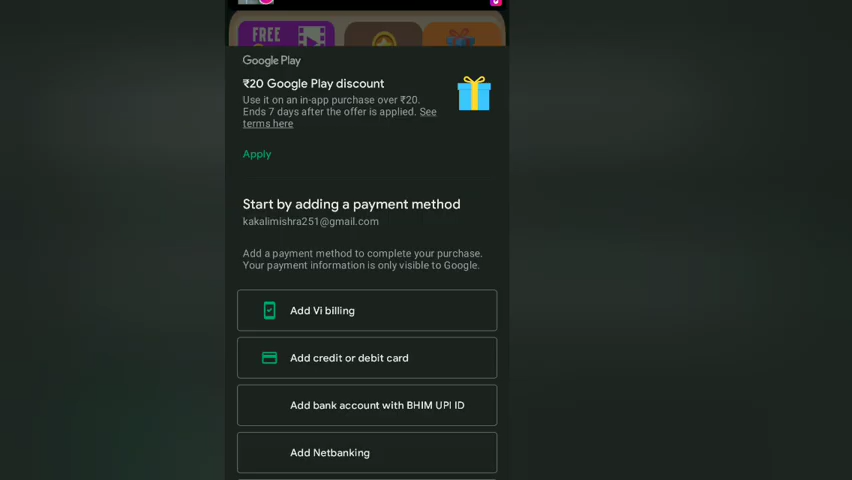 FREE
Google Play
₹20 Google Play discount
Use it on an in-app purchase over ₹20.
Ends 7 days after the offer is applied. See
terms here
Apply
Start by adding a payment method
kakalimishra251@gmail.com
Add a payment method to complete your purchase.
Your payment information is only visible to Google.
Add Vi billing
Add credit or debit card
Add bank account with BHIM UPI ID
Add Netbanking